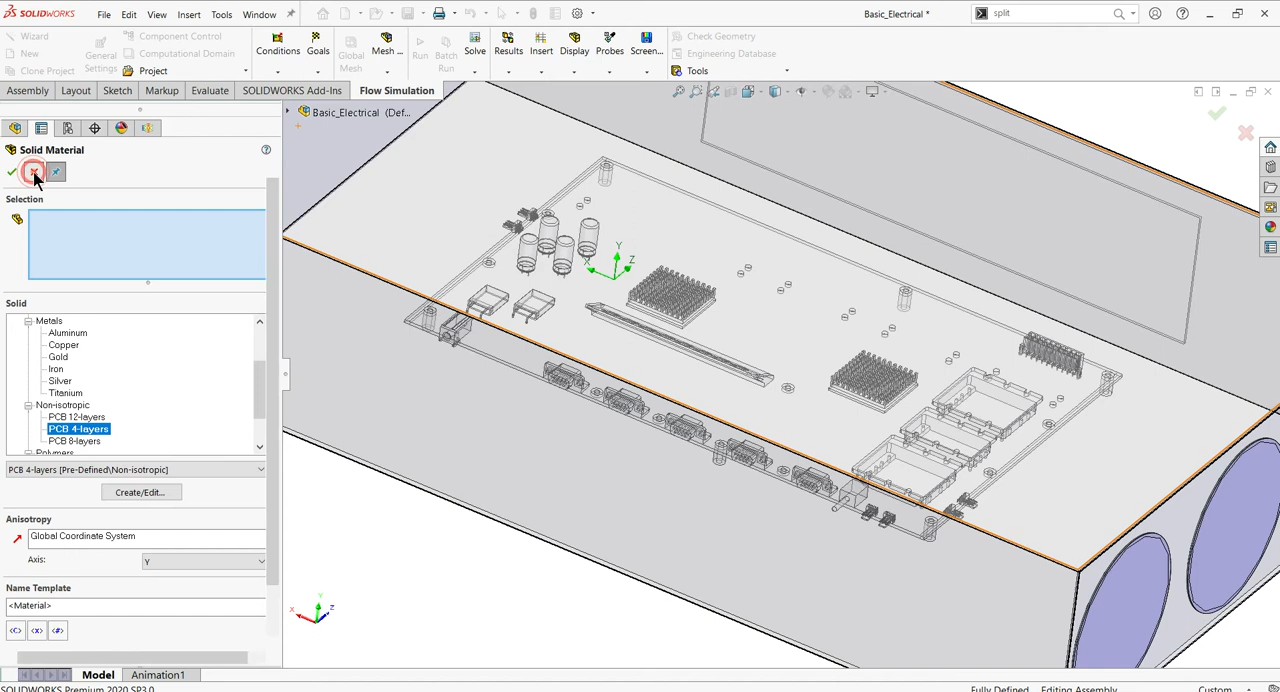 SOLIDWORKS File Edit View Insert Tools Window Basic_Electrical * split
Wizard
New
Clone Project
General Settings
Component Control
Computational Domain
Project
Conditions
Goals
Global Mesh
Mesh ...
Run
Batch Run
Solve
Results
Insert
Display
Probes
Screen...
Check Geometry
Engineering Database
Tools
Assembly Layout Sketch Markup Evaluate SOLIDWORKS Add-Ins Flow Simulation
Basic_Electrical (Def...
Solid Material
Selection
Solid
Metals
Aluminum
Copper
Gold
Iron
Silver
Titanium
Non-isotropic
PCB 12-layers
PCB 4-layers
PCB 8-layers
Polymers
PCB 4-layers [Pre-Defined\Non-isotropic]
Create/Edit...
Anisotropy
Global Coordinate System
Axis: Y
Name Template
<Material>
<C> <x> <#>
Y
X Z
Y
X Z
Model Animation1
SOLIDWORKS Premium 2020 SP3.0 Fully Defined Editing Assembly Custom